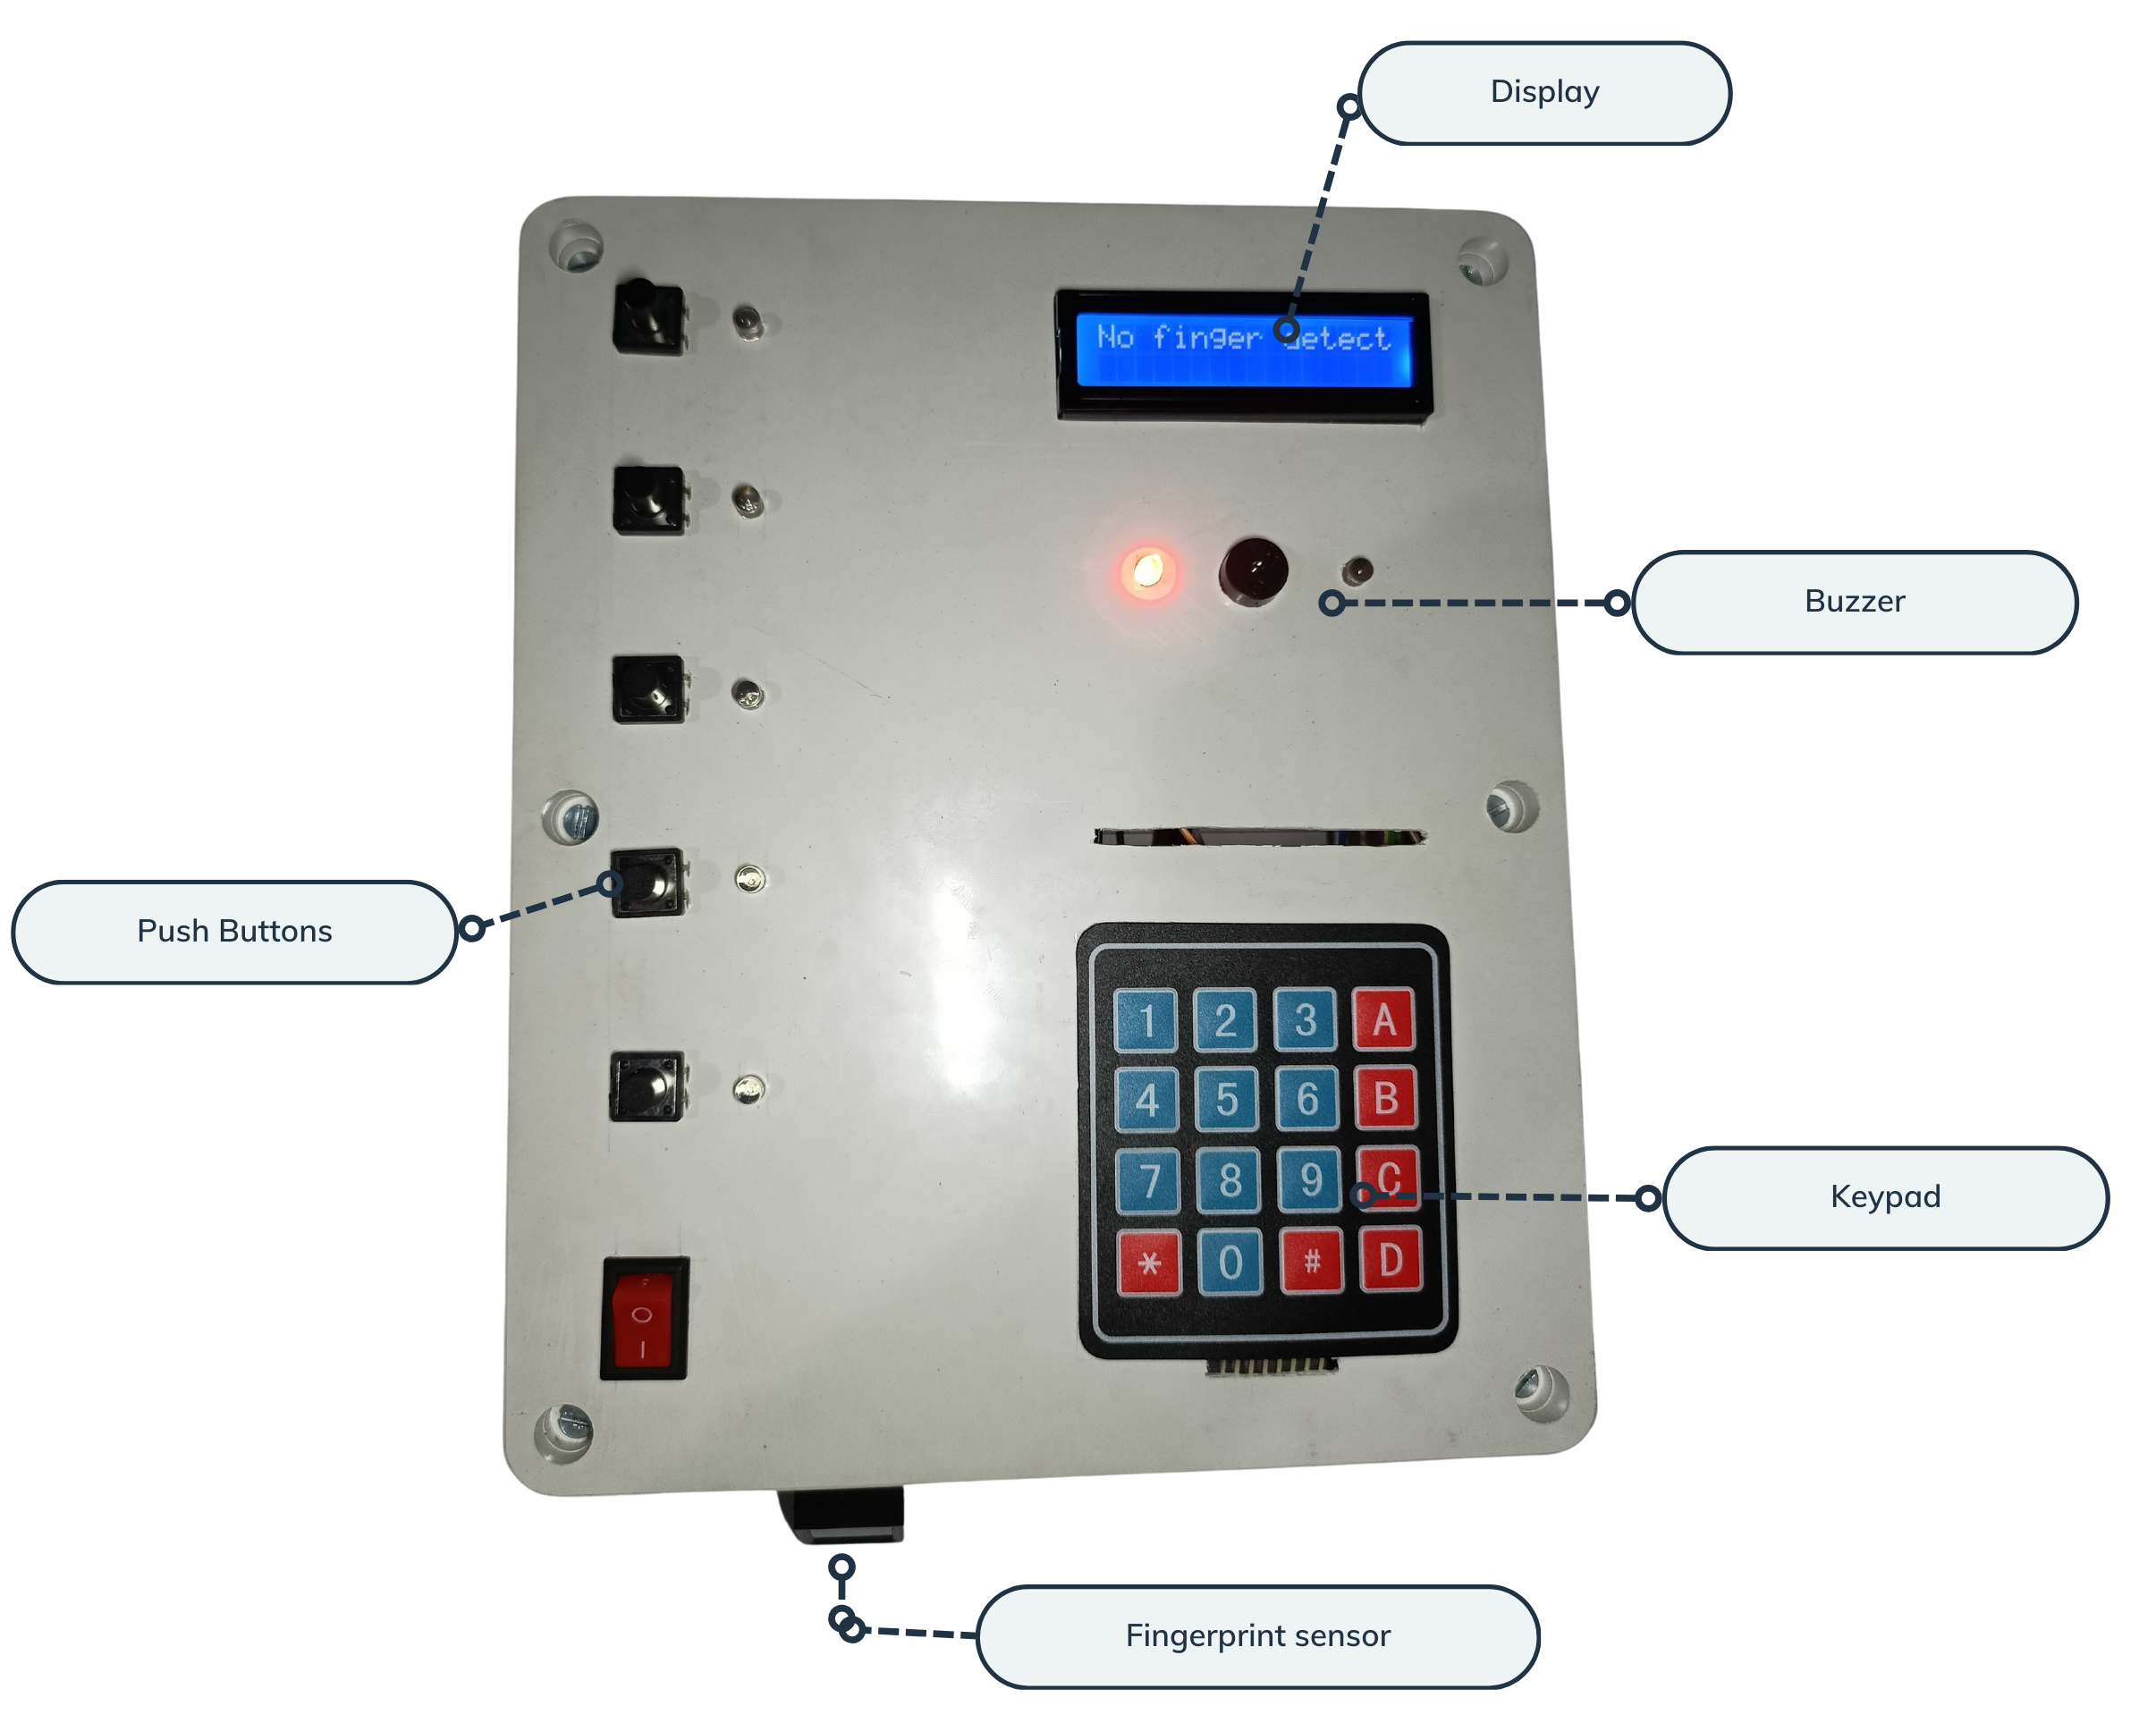 Display
No finger detect
Buzzer
Push Buttons
1 2 3 A
4 5 6 B
7 8 9 C
* 0 # D
Keypad
O
I
Fingerprint sensor